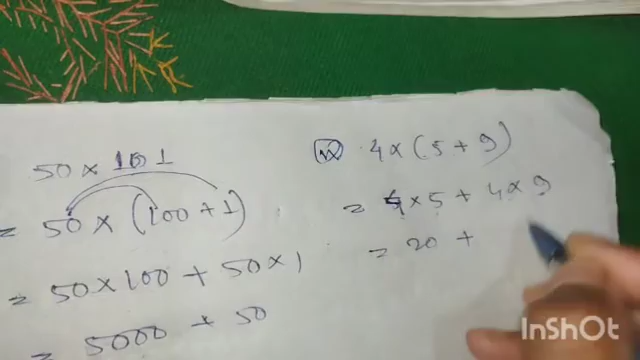 50 × 101
= 50 × (100 + 1)
= 50 × 100 + 50 × 1
= 5000 + 50
4 × (5 + 9)
= 4 × 5 + 4 × 9
= 20 +
InShOt